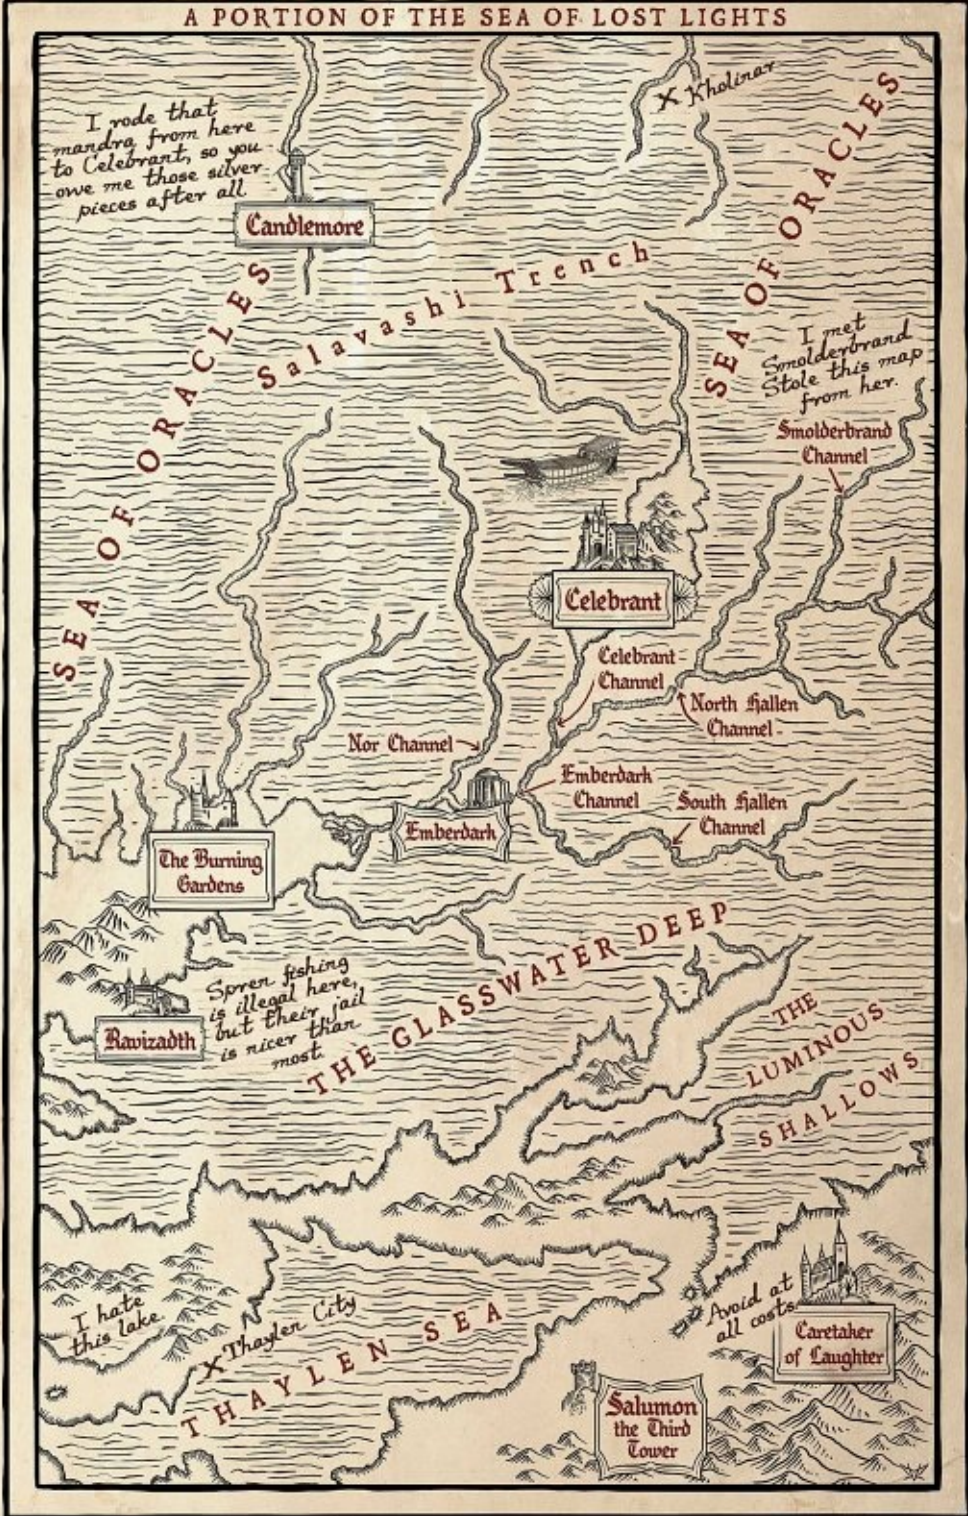 A PORTION OF THE SEA OF LOST LIGHTS
Kholinar
I rode that
mandra from here
to Celebrant, so you
owe me those silver
pieces after all.
Candlemore
SEA OF ORACLES
Salavashi Trench
SEA OF ORACLES
I met
Smolderbrand
Stole this map
from her.
Smolderbrand
Channel
Celebrant
Celebrant
Channel
North Hallen
Channel
Nor Channel
Emberdark
Channel
South Hallen
Channel
Emberdark
The Burning
Gardens
THE GLASSWATER DEEP
Spren fishing
is illegal here,
but their jail
is nicer than
most.
Ravizadth
THE
LUMINOUS
SHALLOWS
I hate
this lake
Thaylen City
THAYLEN SEA
Avoid at
all costs
Caretaker
of Laughter
Salumon
the Third
Tower